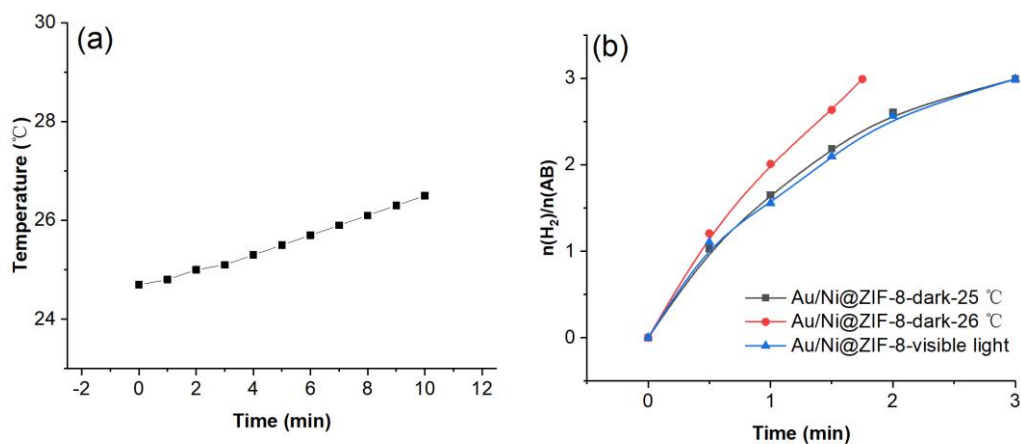 (a)
30
28
26
24
Temperature (℃)
-2 0 2 4 6 8 10 12
Time (min)
(b)
3
2
1
0
n(H₂)/n(AB)
Au/Ni@ZIF-8-dark-25 ℃
Au/Ni@ZIF-8-dark-26 ℃
Au/Ni@ZIF-8-visible light
0 1 2 3
Time (min)